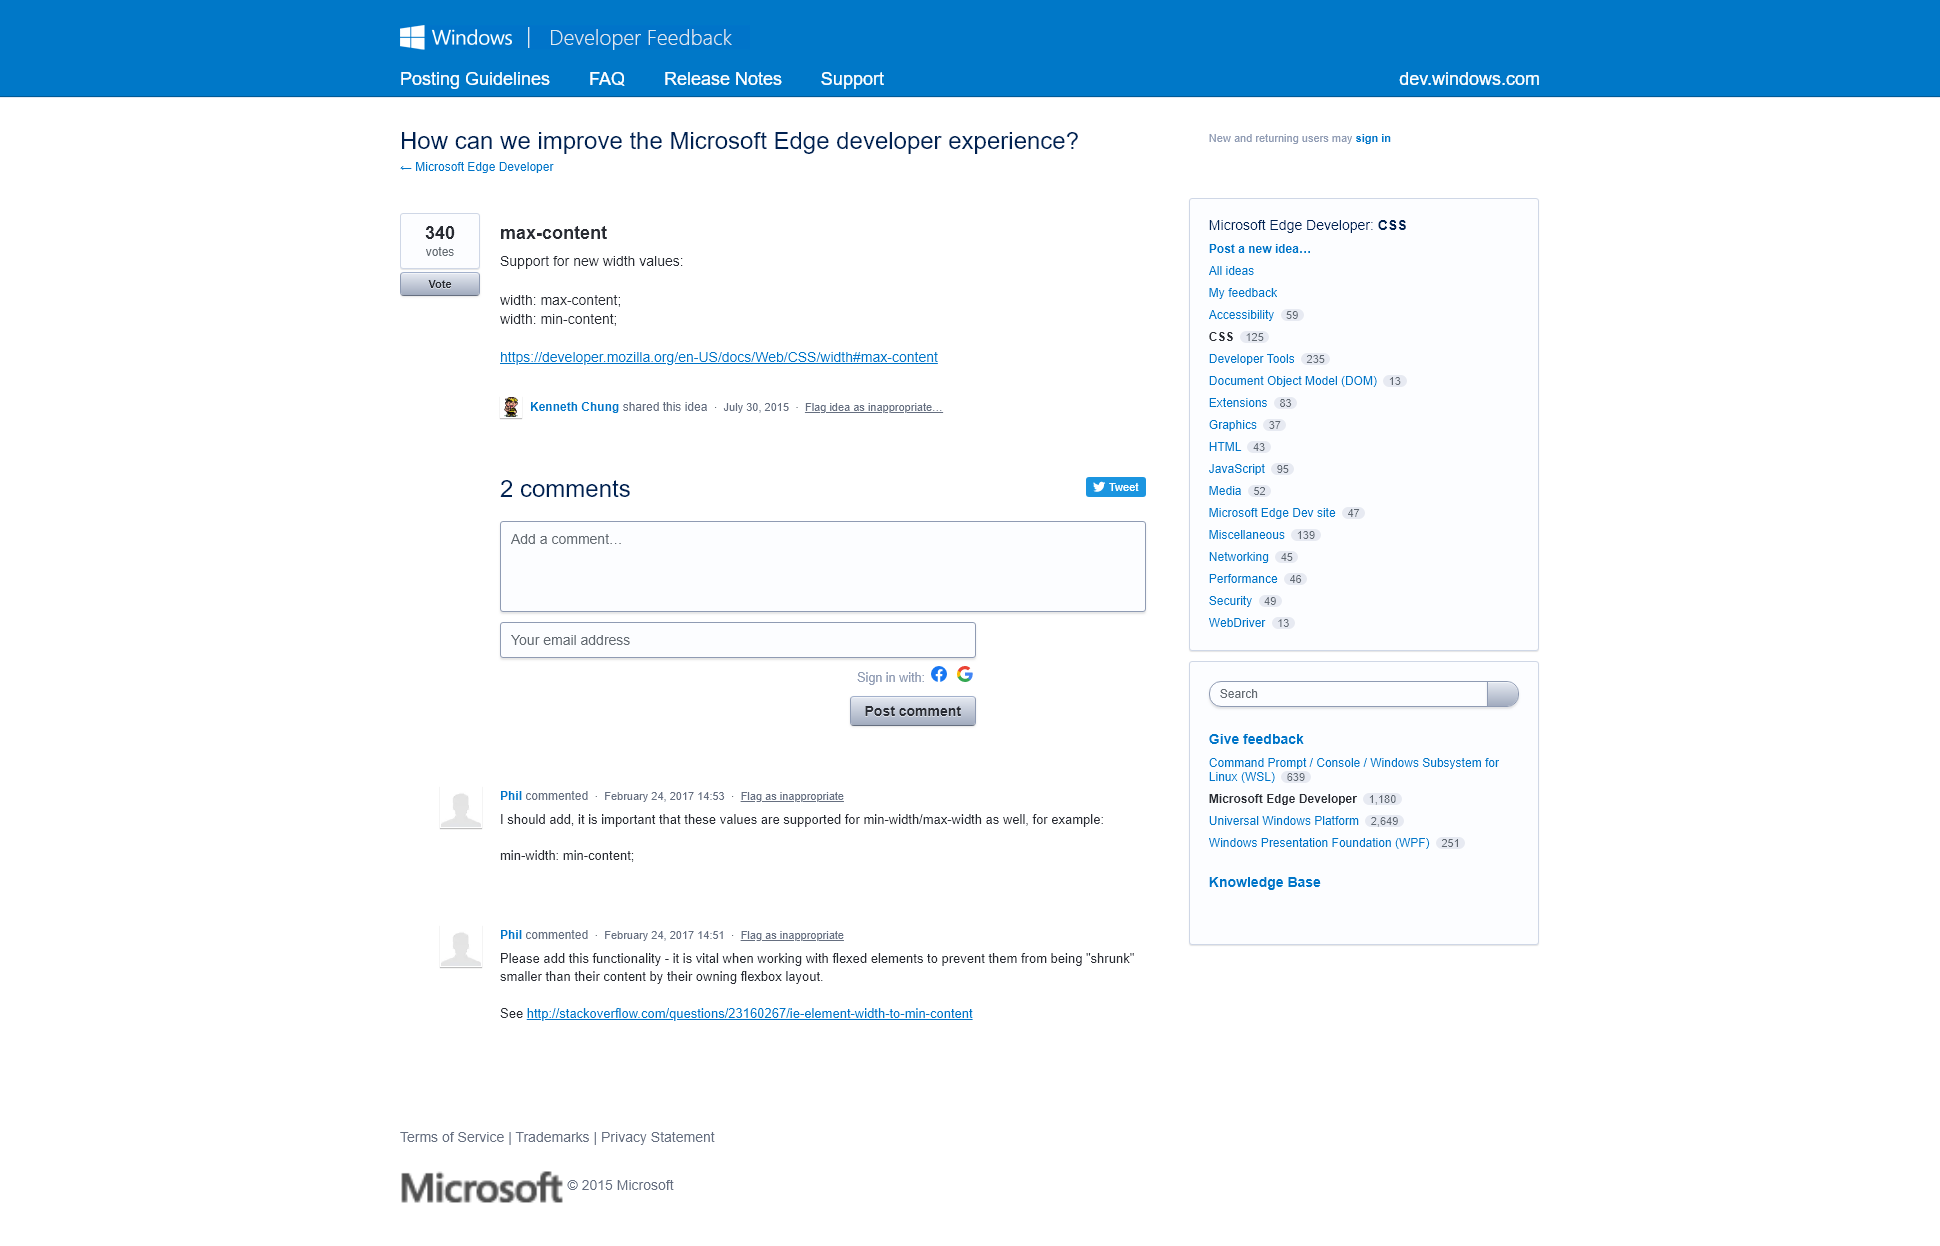 Windows | Developer Feedback
Posting Guidelines FAQ Release Notes Support dev.windows.com
How can we improve the Microsoft Edge developer experience?
← Microsoft Edge Developer
New and returning users may sign in
340
votes
Vote
max-content
Support for new width values:
width: max-content;
width: min-content;
https://developer.mozilla.org/en-US/docs/Web/CSS/width#max-content
Kenneth Chung shared this idea · July 30, 2015 · Flag idea as inappropriate…
2 comments
Tweet
Add a comment…
Your email address
Sign in with:
Post comment
Phil commented · February 24, 2017 14:53 · Flag as inappropriate
I should add, it is important that these values are supported for min-width/max-width as well, for example:
min-width: min-content;
Phil commented · February 24, 2017 14:51 · Flag as inappropriate
Please add this functionality - it is vital when working with flexed elements to prevent them from being "shrunk"
smaller than their content by their owning flexbox layout.
See http://stackoverflow.com/questions/23160267/ie-element-width-to-min-content
Microsoft Edge Developer: CSS
Post a new idea…
All ideas
My feedback
Accessibility 59
CSS 125
Developer Tools 235
Document Object Model (DOM) 13
Extensions 83
Graphics 37
HTML 43
JavaScript 95
Media 52
Microsoft Edge Dev site 47
Miscellaneous 139
Networking 45
Performance 46
Security 49
WebDriver 13
Search
Give feedback
Command Prompt / Console / Windows Subsystem for
Linux (WSL) 639
Microsoft Edge Developer 1,180
Universal Windows Platform 2,649
Windows Presentation Foundation (WPF) 251
Knowledge Base
Terms of Service | Trademarks | Privacy Statement
Microsoft © 2015 Microsoft